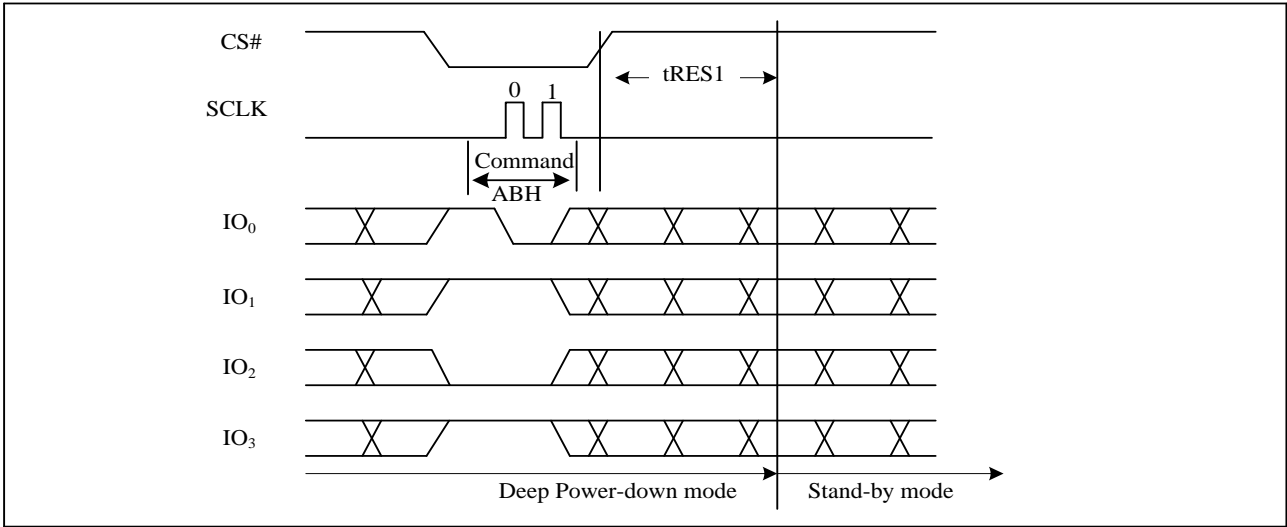 CS#
tRES1
0 1
SCLK
Command
ABH
IO₀
IO₁
IO₂
IO₃
Deep Power-down mode Stand-by mode